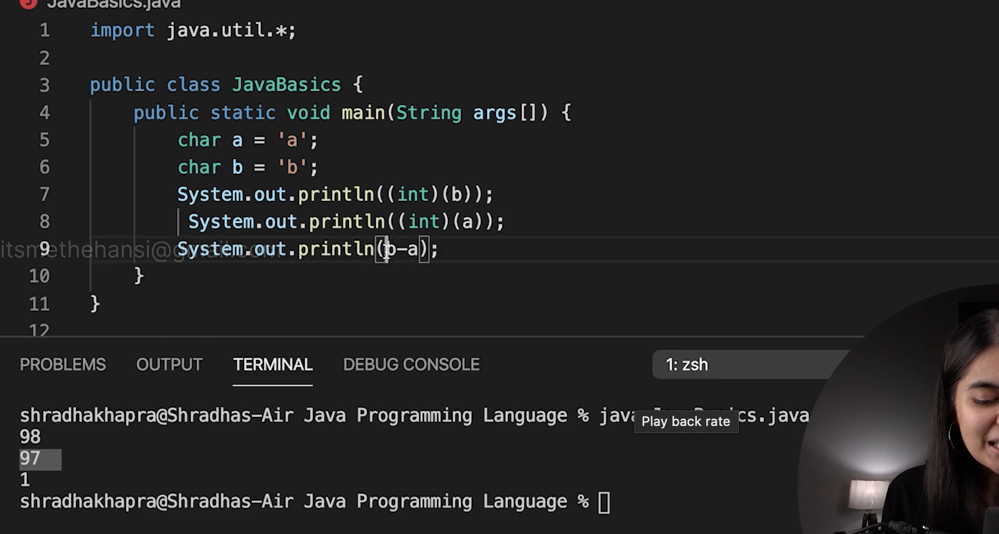 JavaBasics.java
1 import java.util.*;
2
3 public class JavaBasics {
4 public static void main(String args[]) {
5 char a = 'a';
6 char b = 'b';
7 System.out.println((int)(b));
8 System.out.println((int)(a));
9 System.out.println(b-a);
itsmethehansi@gmail.com
10 }
11 }
12
PROBLEMS OUTPUT TERMINAL DEBUG CONSOLE 1: zsh
shradhakhapra@Shradhas-Air Java Programming Language % java JavaBasics.java
Play back rate
98
97
1
shradhakhapra@Shradhas-Air Java Programming Language %